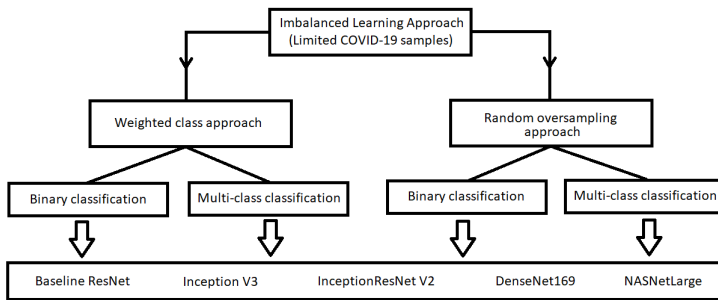 Imbalanced Learning Approach
(Limited COVID-19 samples)
Weighted class approach
Random oversampling
approach
Binary classification
Multi-class classification
Binary classification
Multi-class classification
Baseline ResNet
Inception V3
InceptionResNet V2
DenseNet169
NASNetLarge